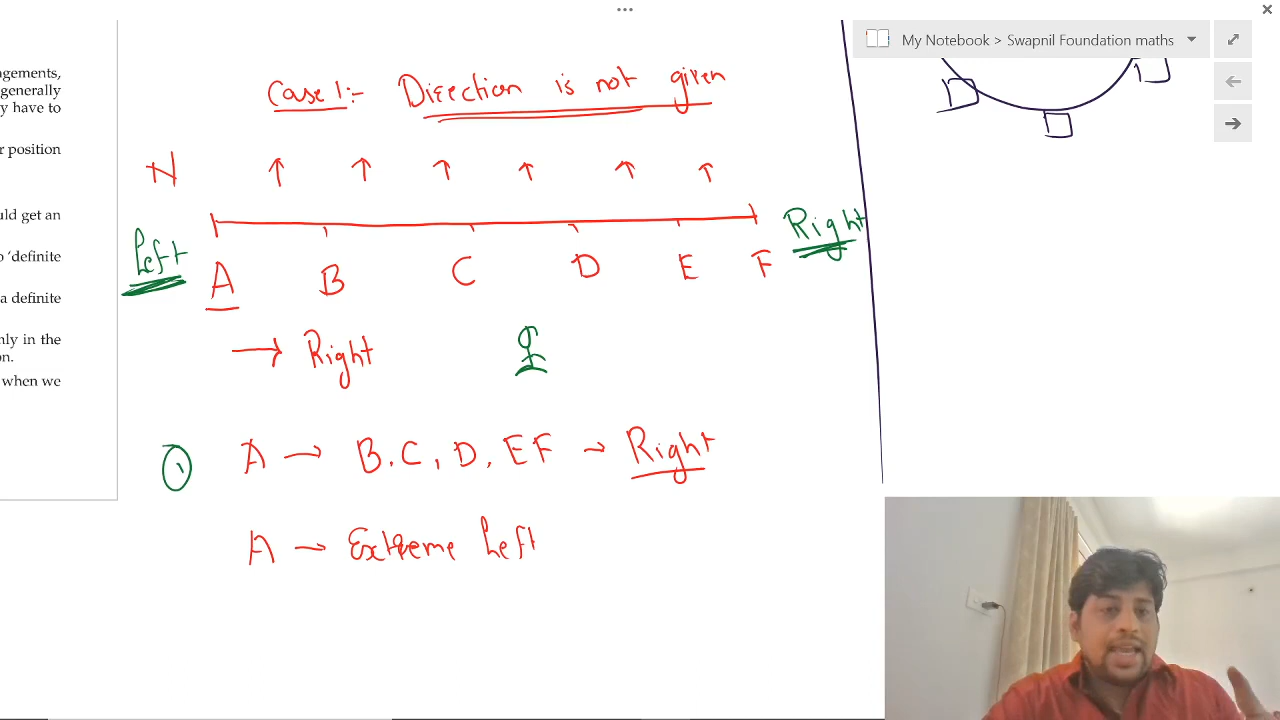 gements,
generally
y have to
r position
uld get an
o 'definite
a definite
nly in the
on.
when we
My Notebook > Swapnil Foundation maths
Case 1:- Direction is not given
N
Left Right
A B C D E F
→ Right
① A → B, C, D, E F → Right
A → Extreme Left